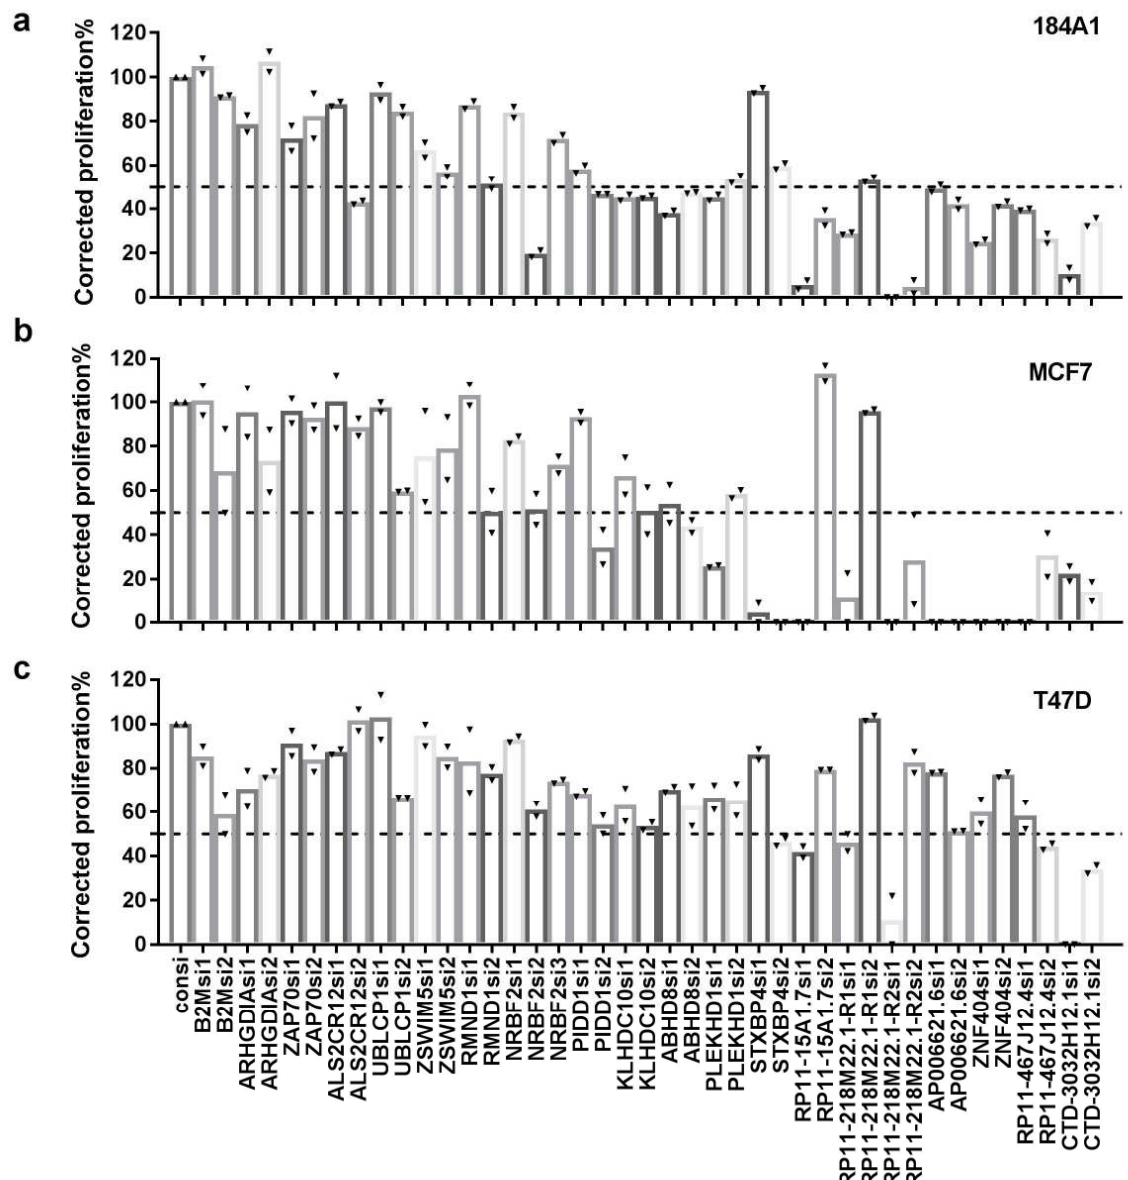 a
184A1
Corrected proliferation%
120
100
80
60
40
20
0
b
MCF7
Corrected proliferation%
120
100
80
60
40
20
0
c
T47D
Corrected proliferation%
120
100
80
60
40
20
0
consi
B2Msi1
B2Msi2
ARHGDIAsi1
ARHGDIAsi2
ZAP70si1
ZAP70si2
ALS2CR12si1
ALS2CR12si2
UBLCP1si1
UBLCP1si2
ZSWIM5si1
ZSWIM5si2
RMND1si1
RMND1si2
NRBF2si1
NRBF2si2
NRBF2si3
PIDD1si1
PIDD1si2
KLHDC10si1
KLHDC10si2
ABHD8si1
ABHD8si2
PLEKHD1si1
PLEKHD1si2
STXBP4si1
STXBP4si2
RP11-15A1.7si1
RP11-15A1.7si2
RP11-218M22.1-R1si1
RP11-218M22.1-R1si2
RP11-218M22.1-R2si1
RP11-218M22.1-R2si2
AP006621.6si1
AP006621.6si2
ZNF404si1
ZNF404si2
RP11-467J12.4si1
RP11-467J12.4si2
CTD-3032H12.1si1
CTD-3032H12.1si2